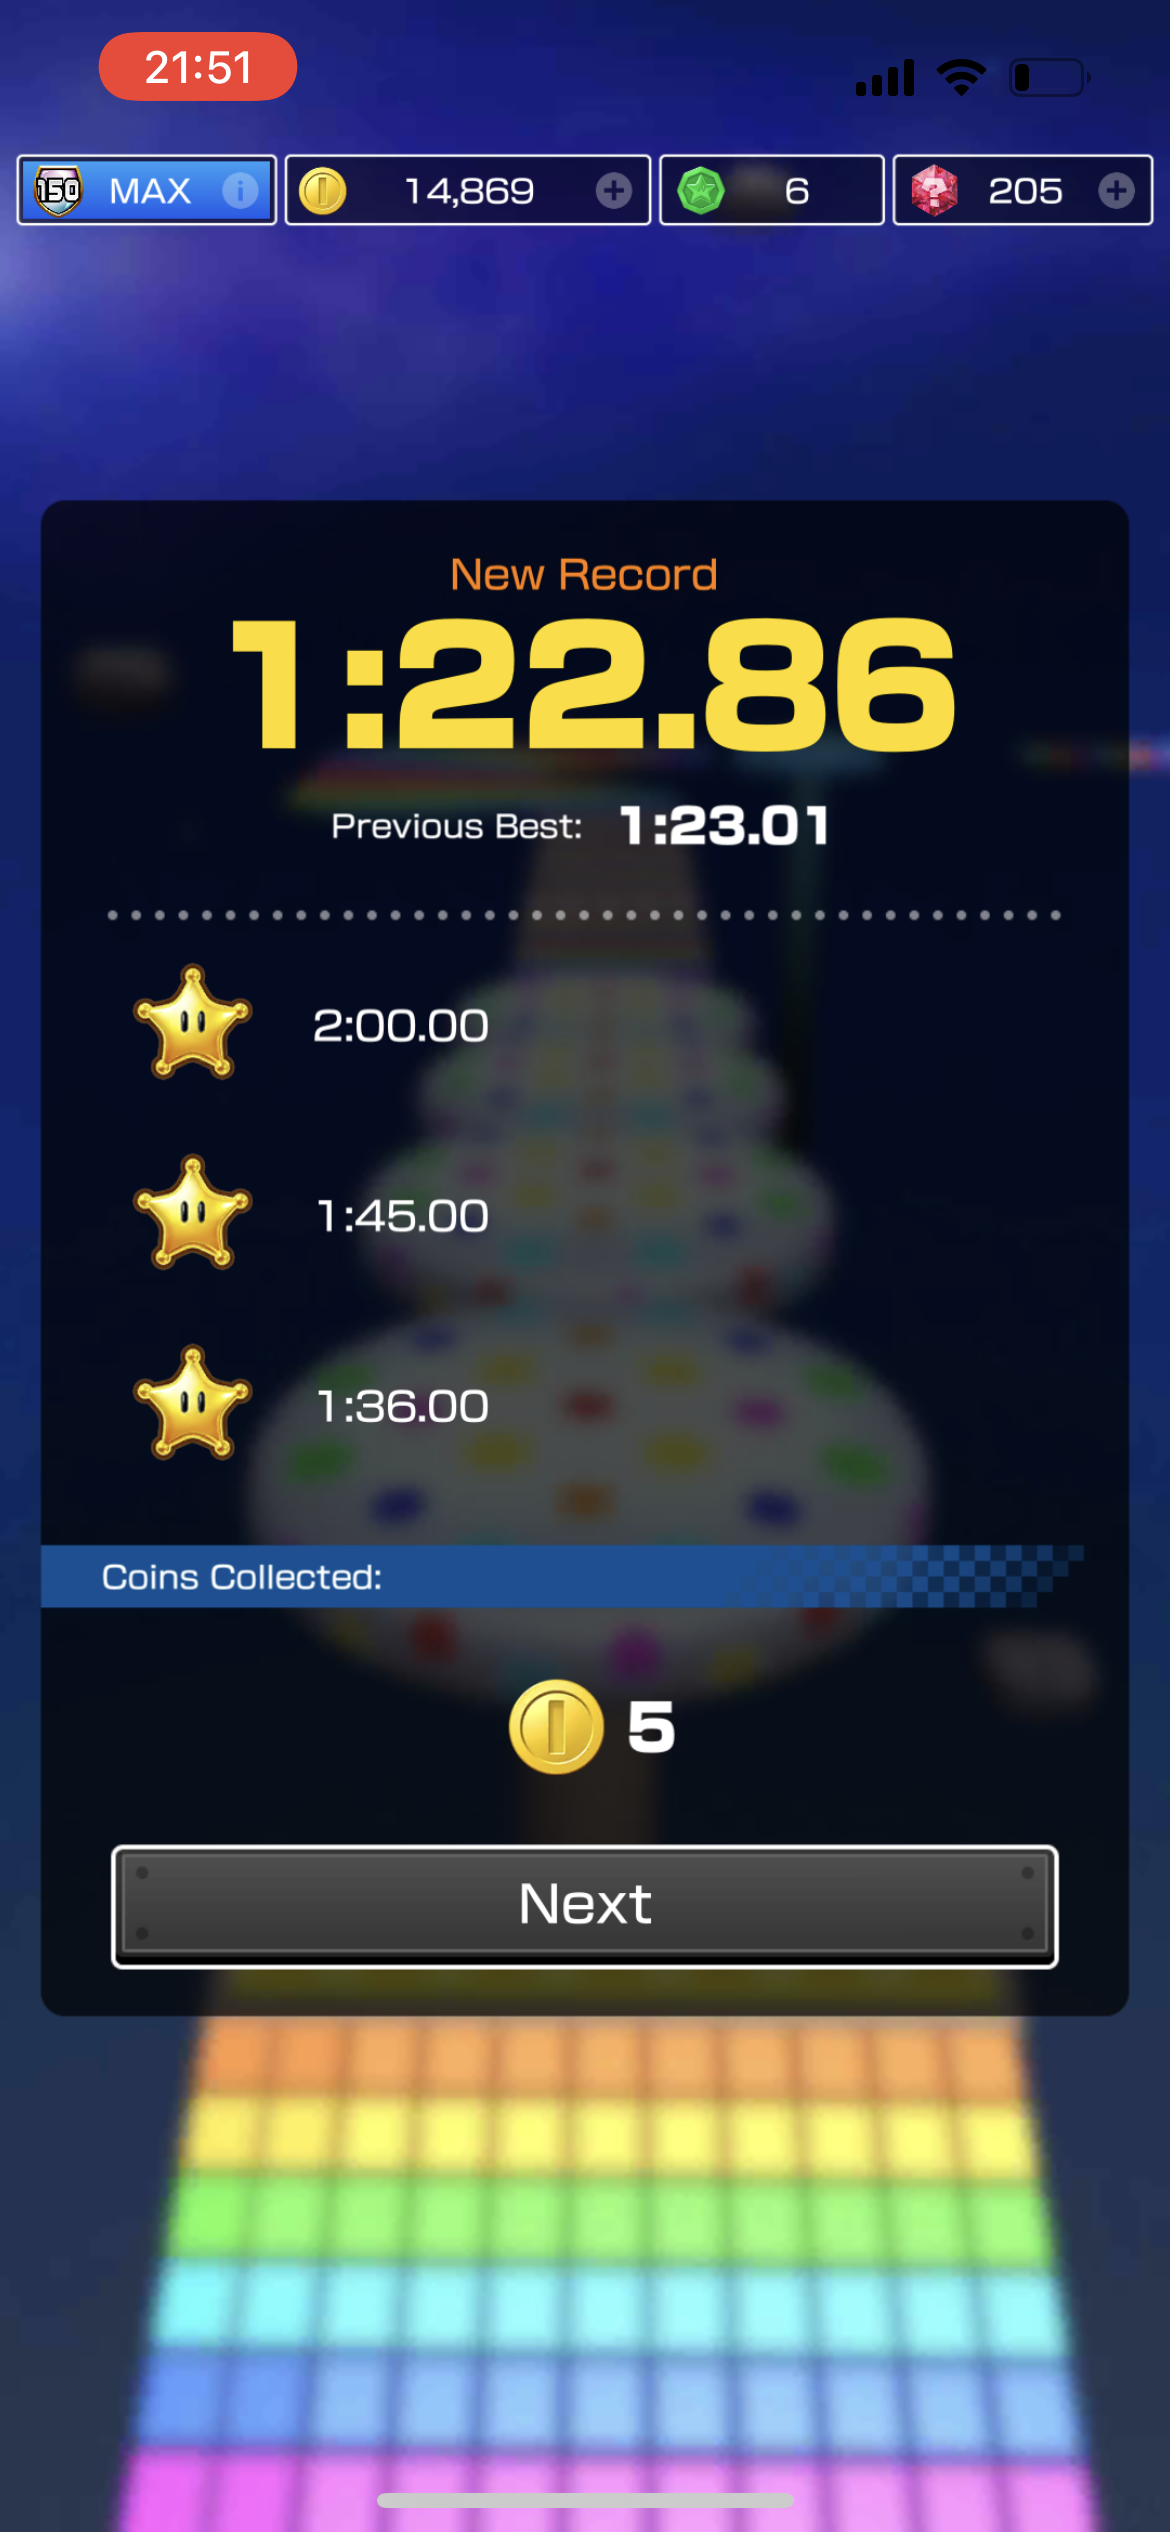 21:51
150 MAX i 14,869 + 6 ? 205 +
New Record
1:22.86
Previous Best: 1:23.01
2:00.00
1:45.00
1:36.00
Coins Collected:
5
Next